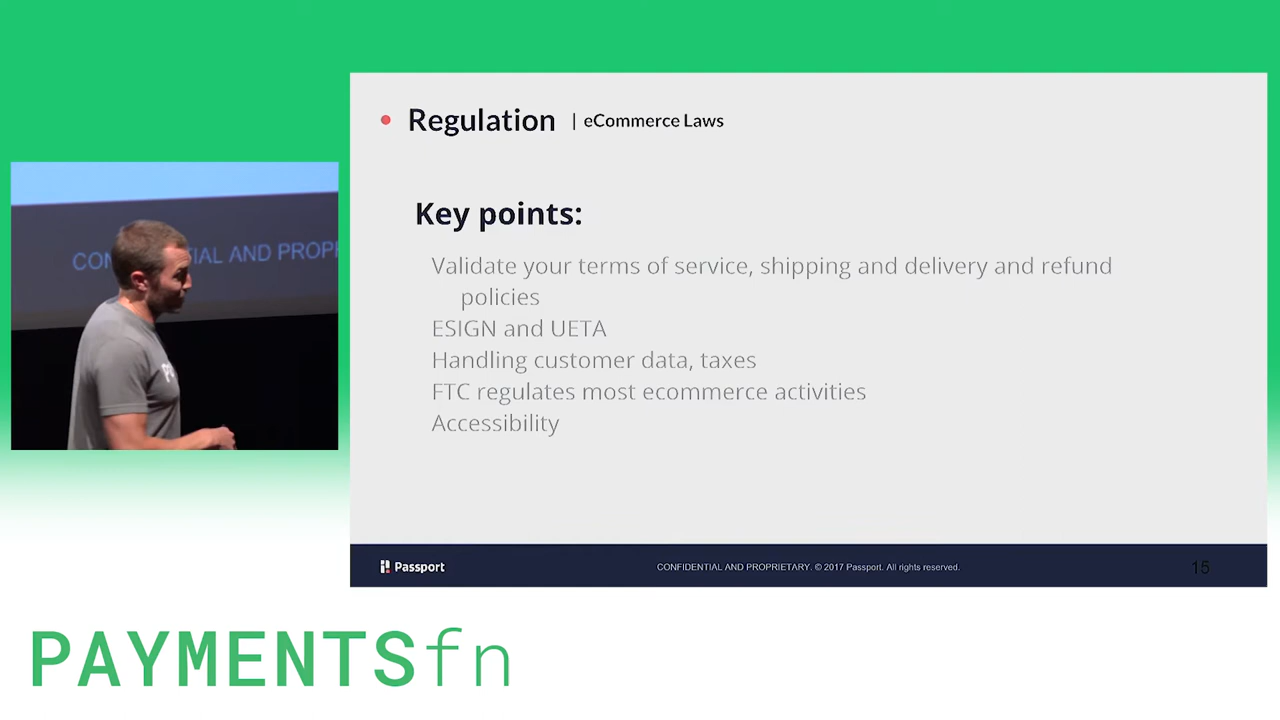 Regulation | eCommerce Laws
Key points:
Validate your terms of service, shipping and delivery and refund
policies
ESIGN and UETA
Handling customer data, taxes
FTC regulates most ecommerce activities
Accessibility
Passport
CONFIDENTIAL AND PROPRIETARY. © 2017 Passport. All rights reserved.
15
AND
PAYMENTSfn